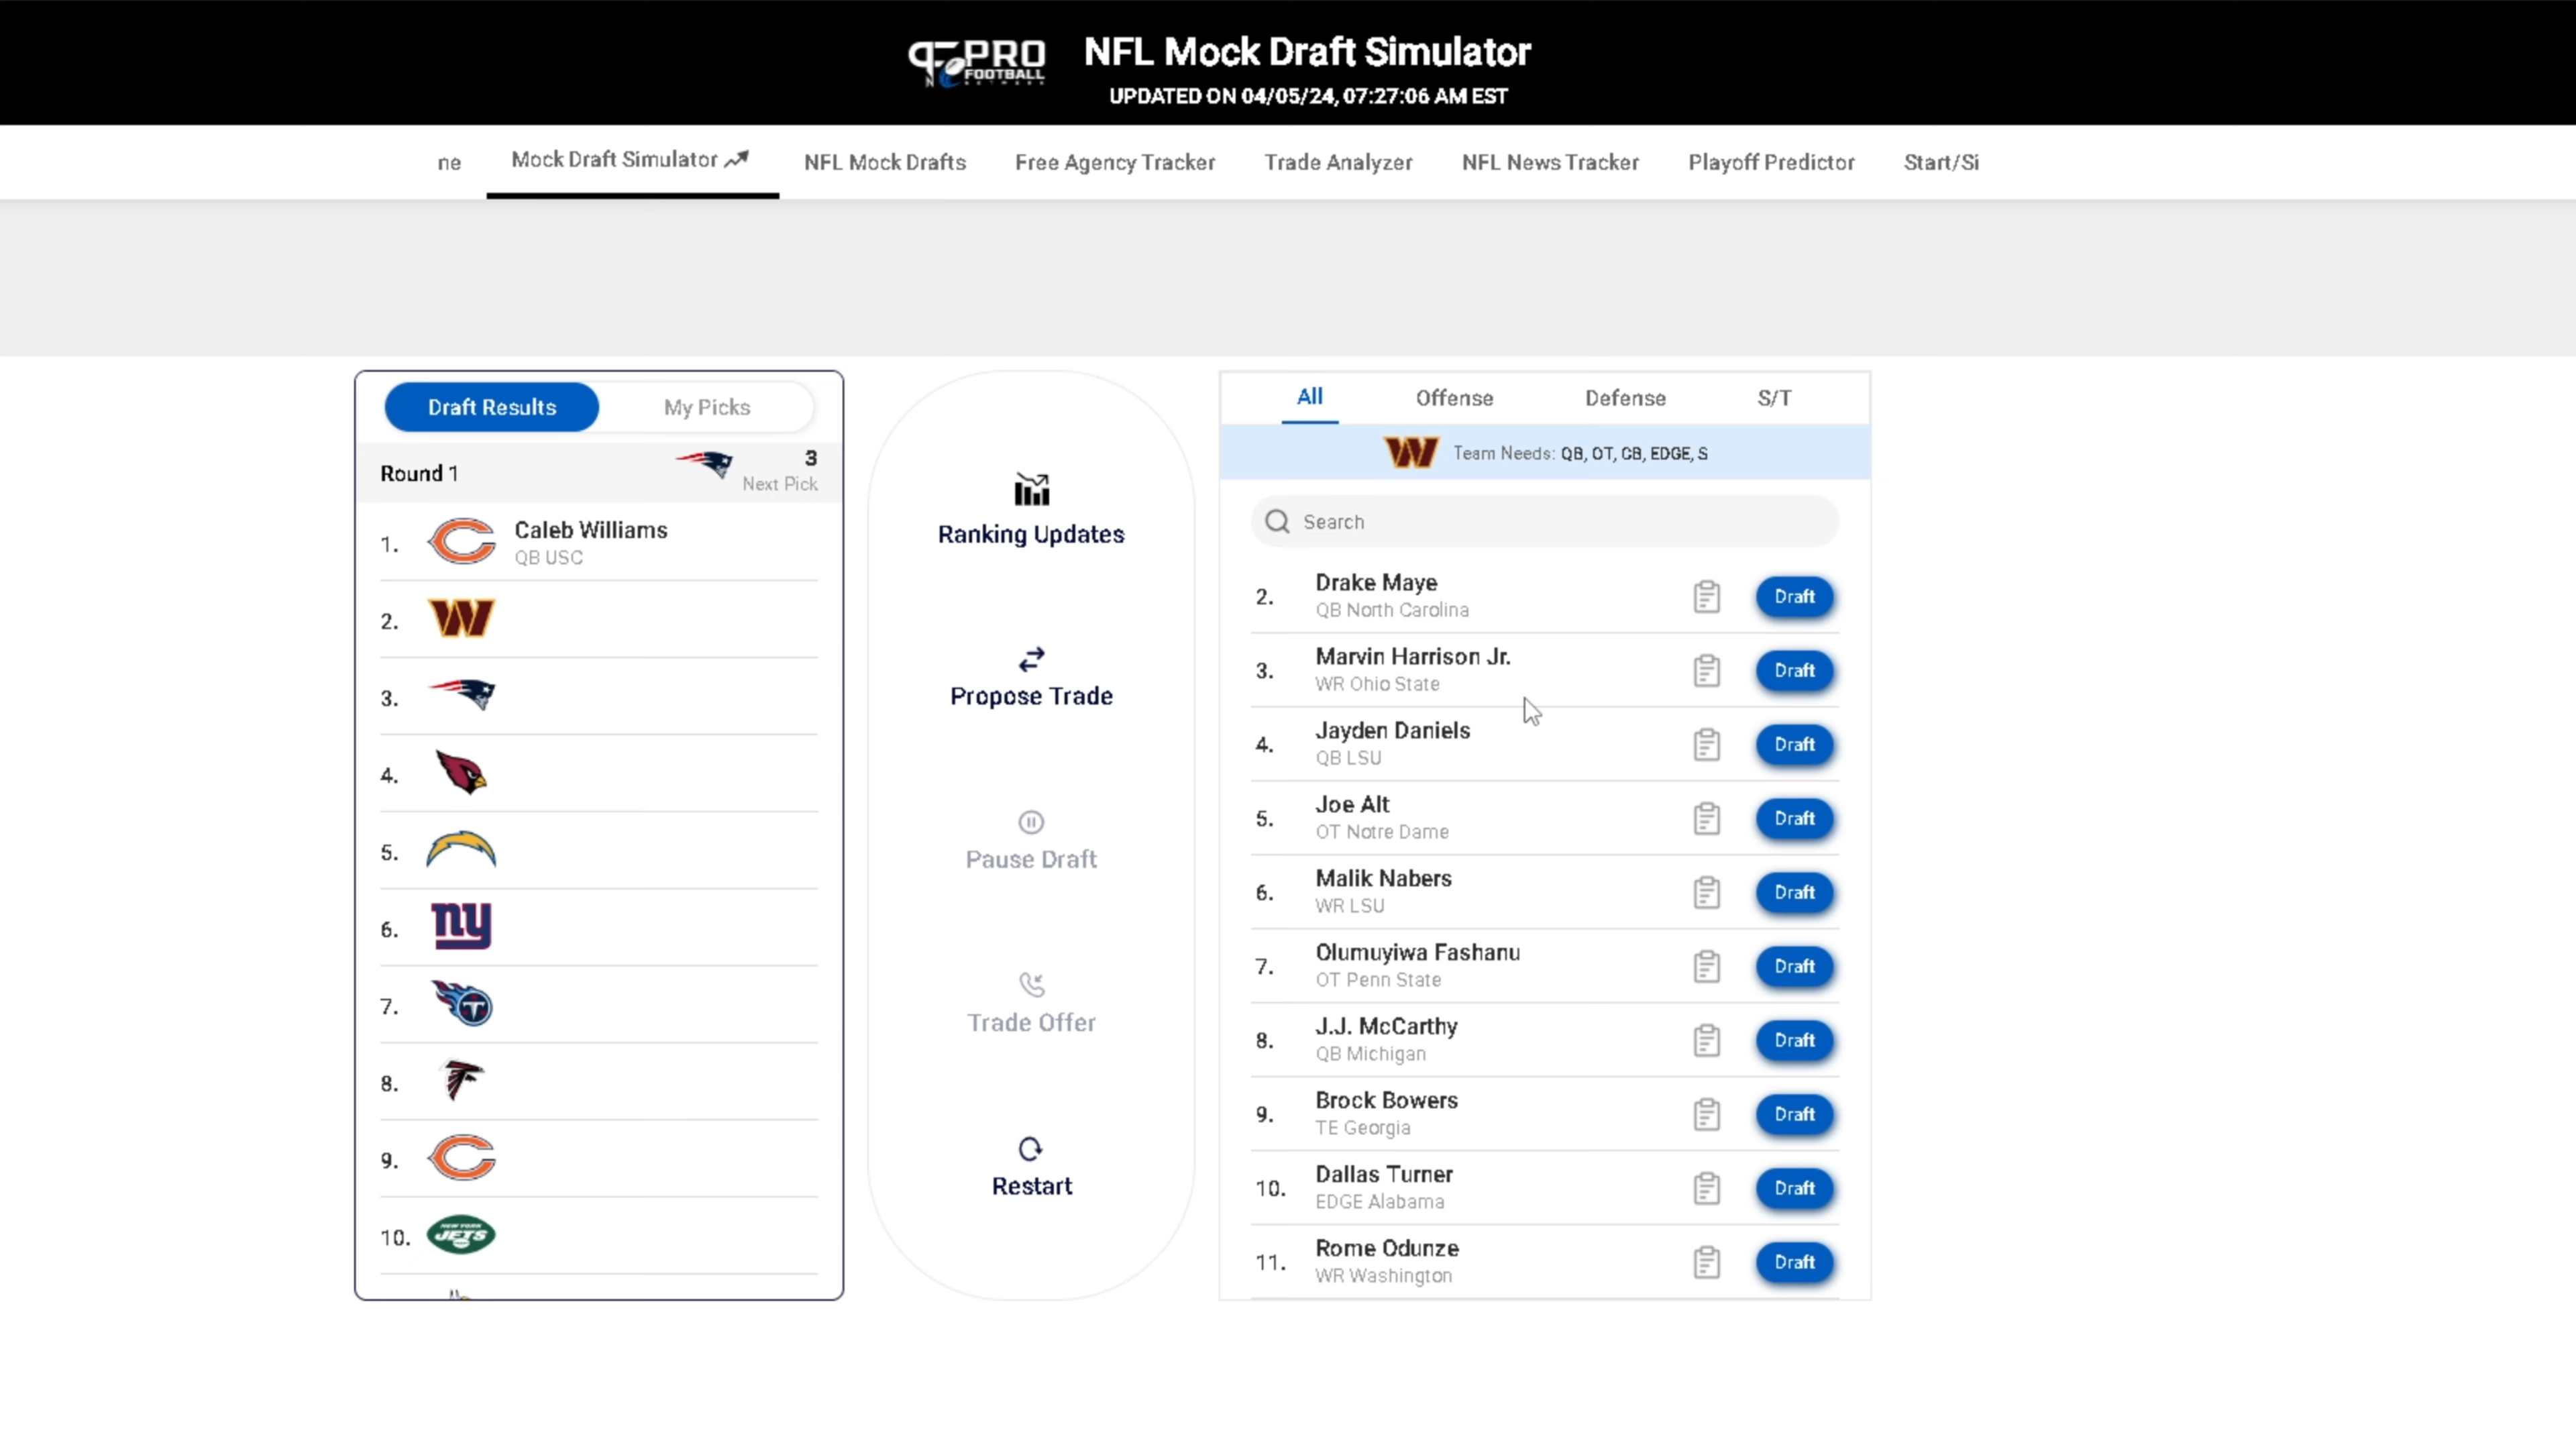 PRO
FOOTBALL
NETWORK
NFL Mock Draft Simulator
UPDATED ON 04/05/24, 07:27:06 AM EST
ne
Mock Draft Simulator
NFL Mock Drafts
Free Agency Tracker
Trade Analyzer
NFL News Tracker
Playoff Predictor
Start/Si
Draft Results
My Picks
Round 1
3
Next Pick
1.
Caleb Williams
QB USC
2.
W
3.
4.
5.
6.
ny
7.
T
8.
9.
C
10.
NEW YORK
JETS
Ranking Updates
Propose Trade
Pause Draft
Trade Offer
Restart
All
Offense
Defense
S/T
W
Team Needs: QB, OT, CB, EDGE, S
Search
2.
Drake Maye
QB North Carolina
Draft
3.
Marvin Harrison Jr.
WR Ohio State
Draft
4.
Jayden Daniels
QB LSU
Draft
5.
Joe Alt
OT Notre Dame
Draft
6.
Malik Nabers
WR LSU
Draft
7.
Olumuyiwa Fashanu
OT Penn State
Draft
8.
J.J. McCarthy
QB Michigan
Draft
9.
Brock Bowers
TE Georgia
Draft
10.
Dallas Turner
EDGE Alabama
Draft
11.
Rome Odunze
WR Washington
Draft